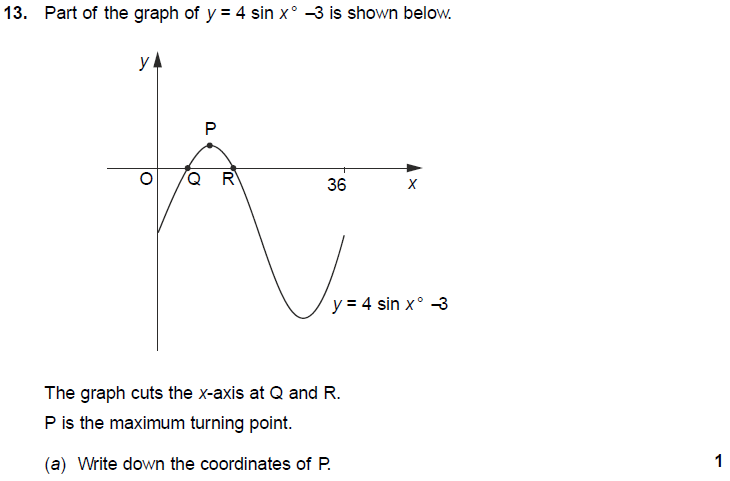 13. Part of the graph of y = 4 sin x° –3 is shown below.
y
P
O Q R 36 x
y = 4 sin x° –3
The graph cuts the x-axis at Q and R.
P is the maximum turning point.
(a) Write down the coordinates of P. 1